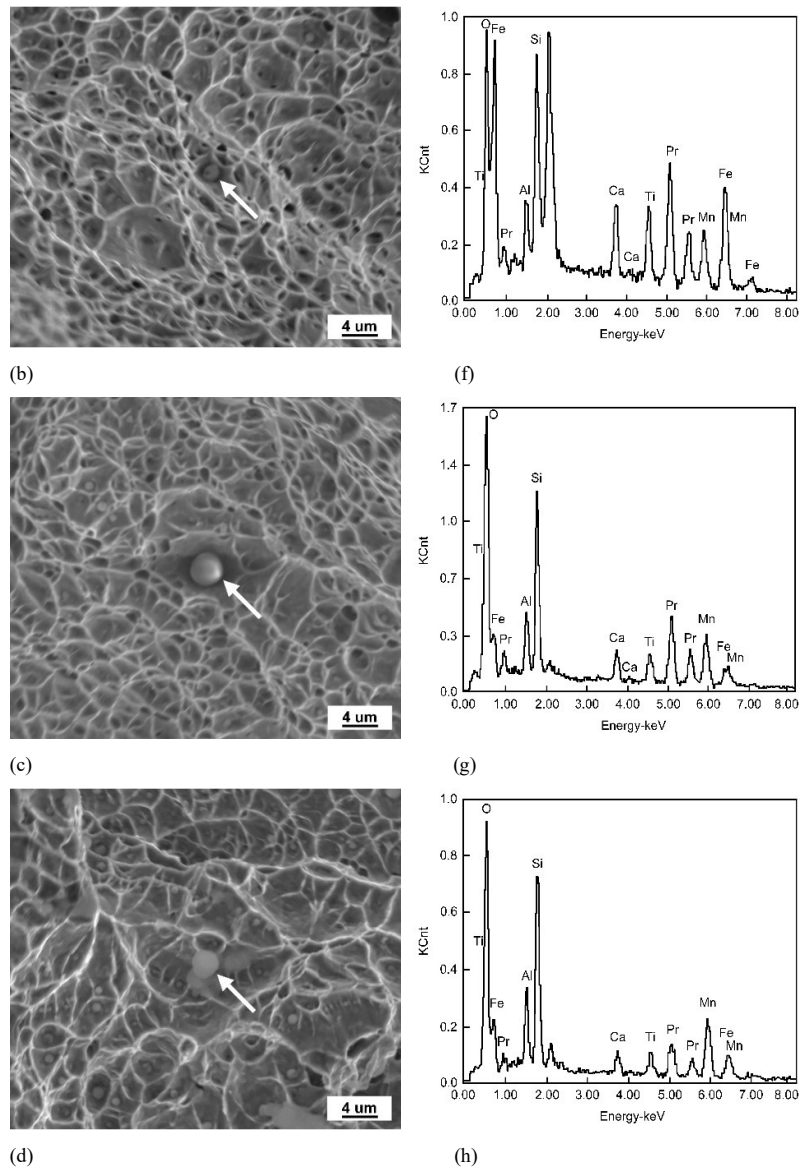 4 um
(b)
1.0
0.8
0.6
0.4
0.2
0.0
KCnt
O Fe
Si
Ti
Pr
Al
Ca
Ca
Ti
Pr
Pr
Mn
Fe
Mn
Fe
0.00 1.00 2.00 3.00 4.00 5.00 6.00 7.00 8.00
Energy-keV
(f)
4 um
(c)
1.7
1.4
1.0
0.7
0.3
0.0
KCnt
O
Si
Ti
Fe
Pr
Al
Ca
Ca
Ti
Pr
Pr
Mn
Fe
Mn
0.00 1.00 2.00 3.00 4.00 5.00 6.00 7.00 8.00
Energy-keV
(g)
4 um
(d)
1.0
0.8
0.6
0.4
0.2
0.0
KCnt
O
Si
Ti
Fe
Pr
Al
Ca
Ti
Pr
Pr
Mn
Fe
Mn
0.00 1.00 2.00 3.00 4.00 5.00 6.00 7.00 8.00
Energy-keV
(h)